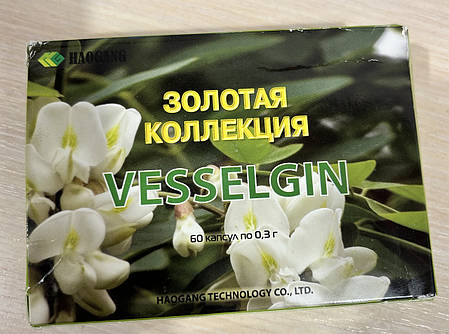 HAOGANG
ЗОЛОТАЯ
КОЛЛЕКЦИЯ
VESSELGIN
60 капсул по 0,3 г
HAOGANG TECHNOLOGY CO., LTD.